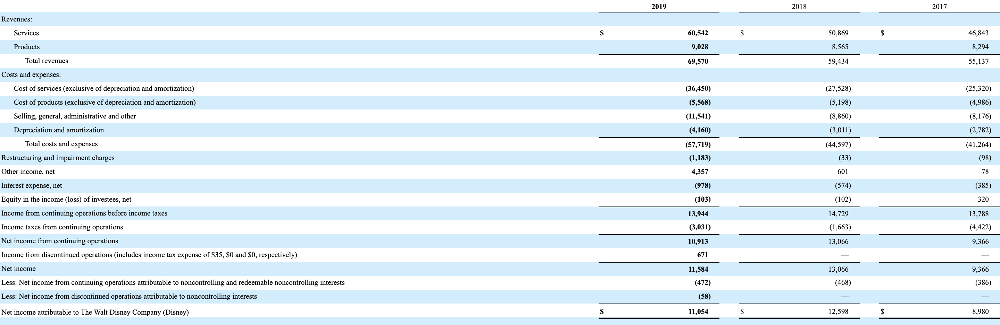 2019 2018 2017
Revenues:
Services $ 60,542 $ 50,869 $ 46,843
Products 9,028 8,565 8,294
Total revenues 69,570 59,434 55,137
Costs and expenses:
Cost of services (exclusive of depreciation and amortization) (36,450) (27,528) (25,320)
Cost of products (exclusive of depreciation and amortization) (5,568) (5,198) (4,986)
Selling, general, administrative and other (11,541) (8,860) (8,176)
Depreciation and amortization (4,160) (3,011) (2,782)
Total costs and expenses (57,719) (44,597) (41,264)
Restructuring and impairment charges (1,183) (33) (98)
Other income, net 4,357 601 78
Interest expense, net (978) (574) (385)
Equity in the income (loss) of investees, net (103) (102) 320
Income from continuing operations before income taxes 13,944 14,729 13,788
Income taxes from continuing operations (3,031) (1,663) (4,422)
Net income from continuing operations 10,913 13,066 9,366
Income from discontinued operations (includes income tax expense of $35, $0 and $0, respectively) 671 — —
Net income 11,584 13,066 9,366
Less: Net income from continuing operations attributable to noncontrolling and redeemable noncontrolling interests (472) (468) (386)
Less: Net income from discontinued operations attributable to noncontrolling interests (58) — —
Net income attributable to The Walt Disney Company (Disney) $ 11,054 $ 12,598 $ 8,980